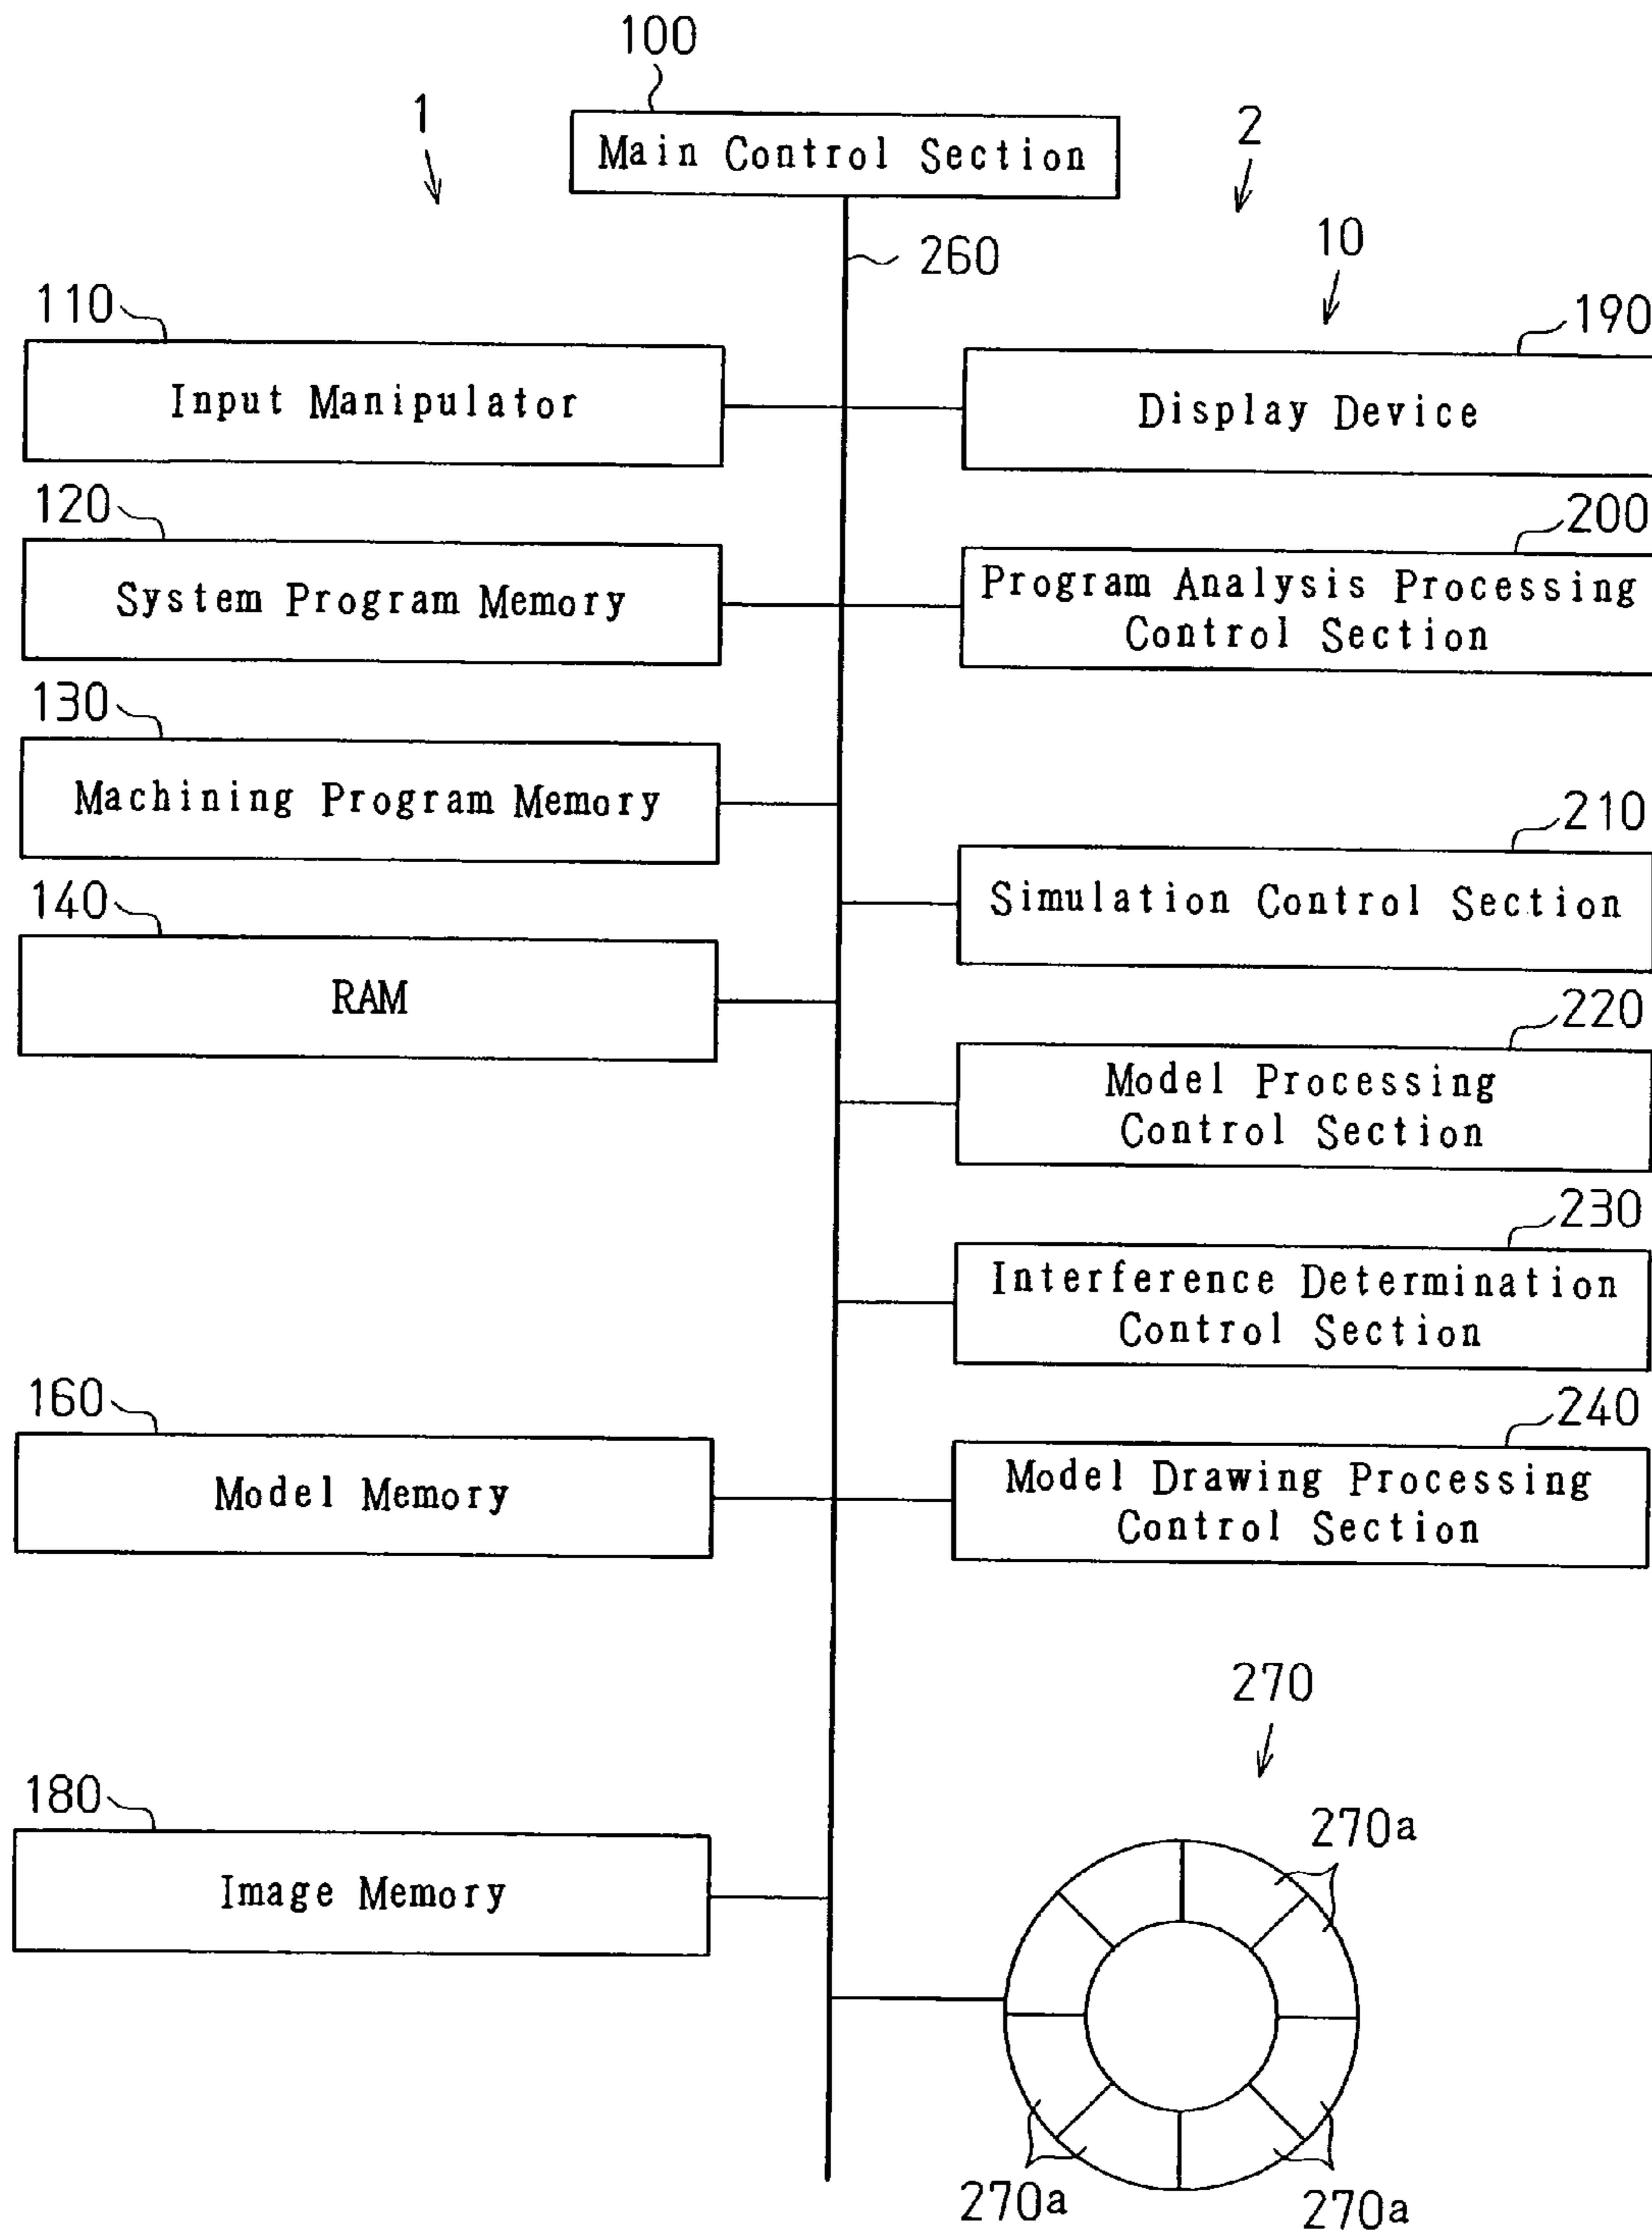 100
1
Main Control Section
2
260
10
110
190
Input Manipulator
Display Device
120
200
System Program Memory
Program Analysis Processing
Control Section
130
Machining Program Memory
210
Simulation Control Section
140
RAM
220
Model Processing
Control Section
230
Interference Determination
Control Section
160
240
Model Memory
Model Drawing Processing
Control Section
270
180
270a
Image Memory
270a
270a